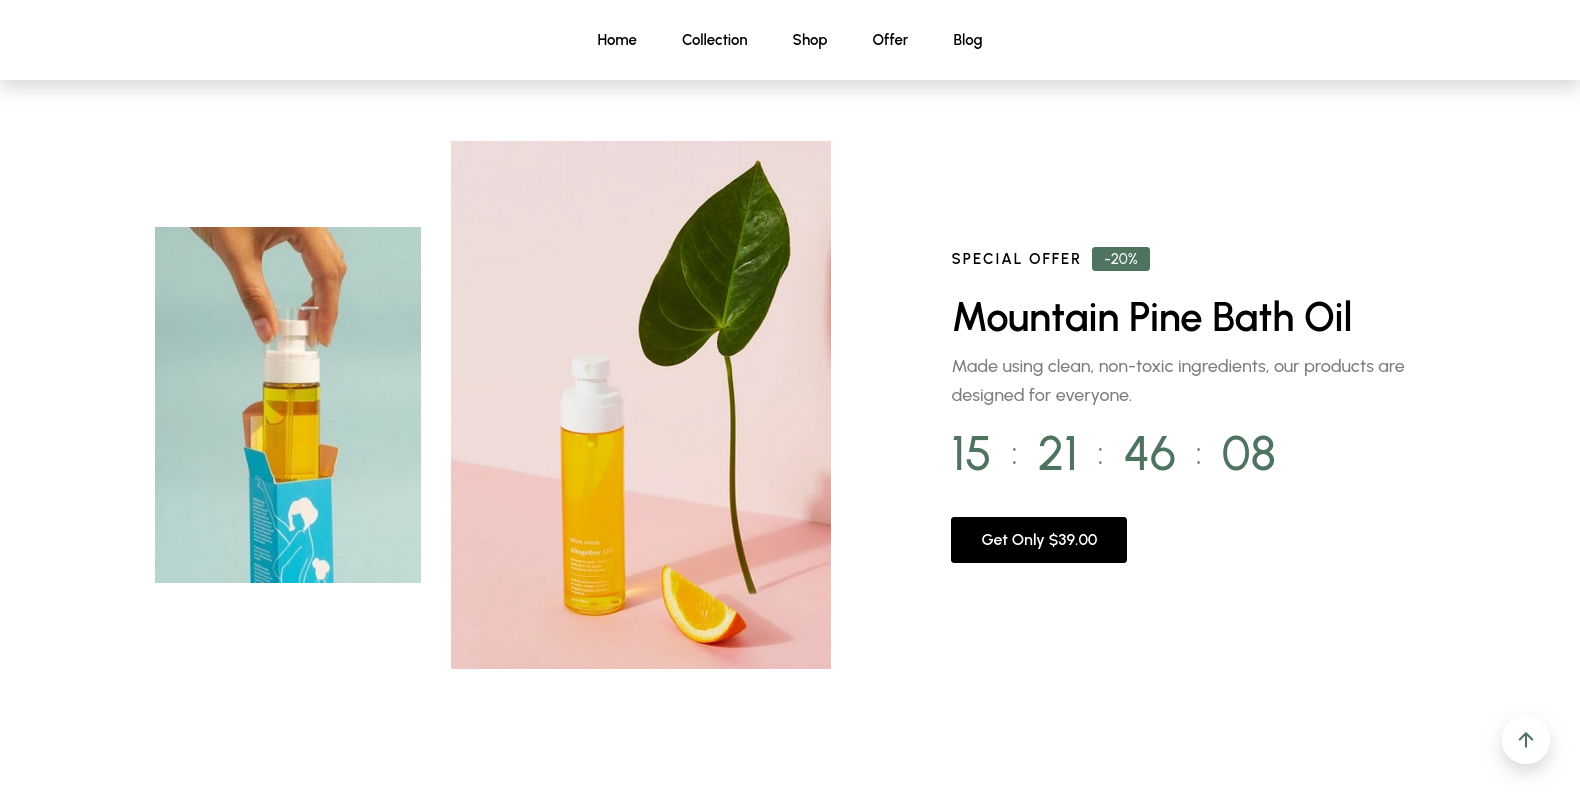 Home Collection Shop Offer Blog
SPECIAL OFFER -20%
Mountain Pine Bath Oil
Made using clean, non-toxic ingredients, our products are
designed for everyone.
15 : 21 : 46 : 08
Get Only $39.00